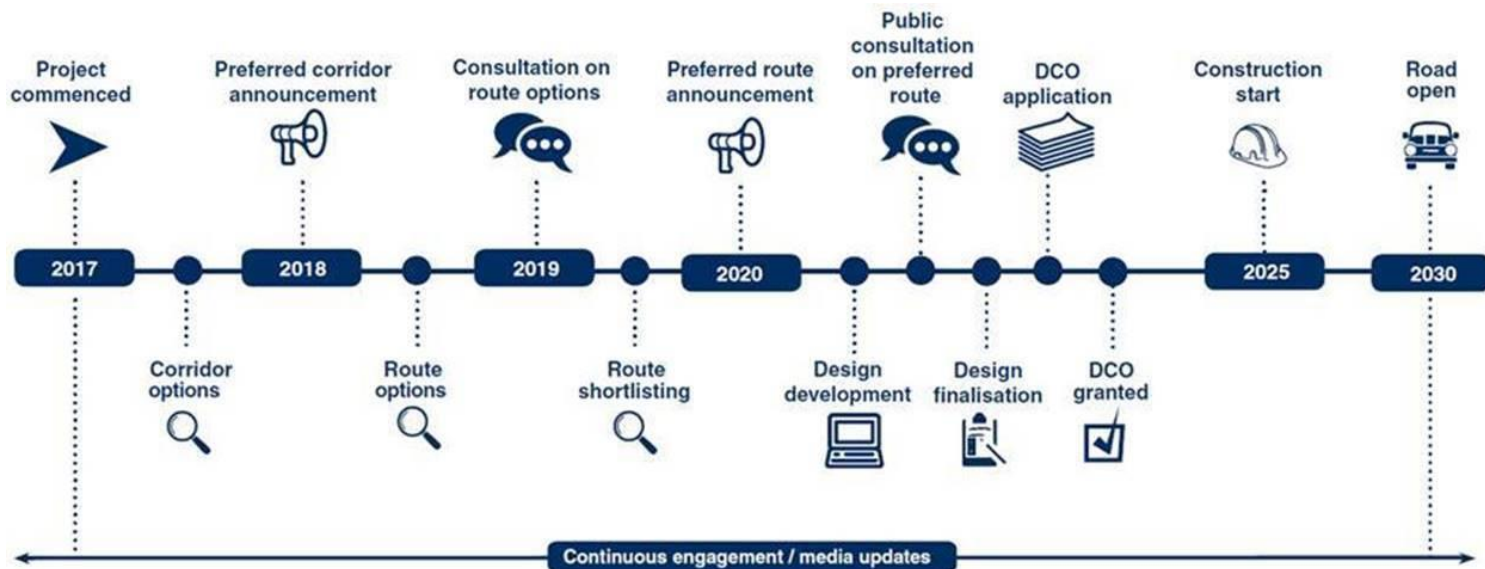 Project
commenced
Preferred corridor
announcement
Consultation on
route options
Preferred route
announcement
Public
consultation
on preferred
route
DCO
application
Construction
start
Road
open
2017
2018
2019
2020
2025
2030
Corridor
options
Route
options
Route
shortlisting
Design
development
Design
finalisation
DCO
granted
Continuous engagement / media updates